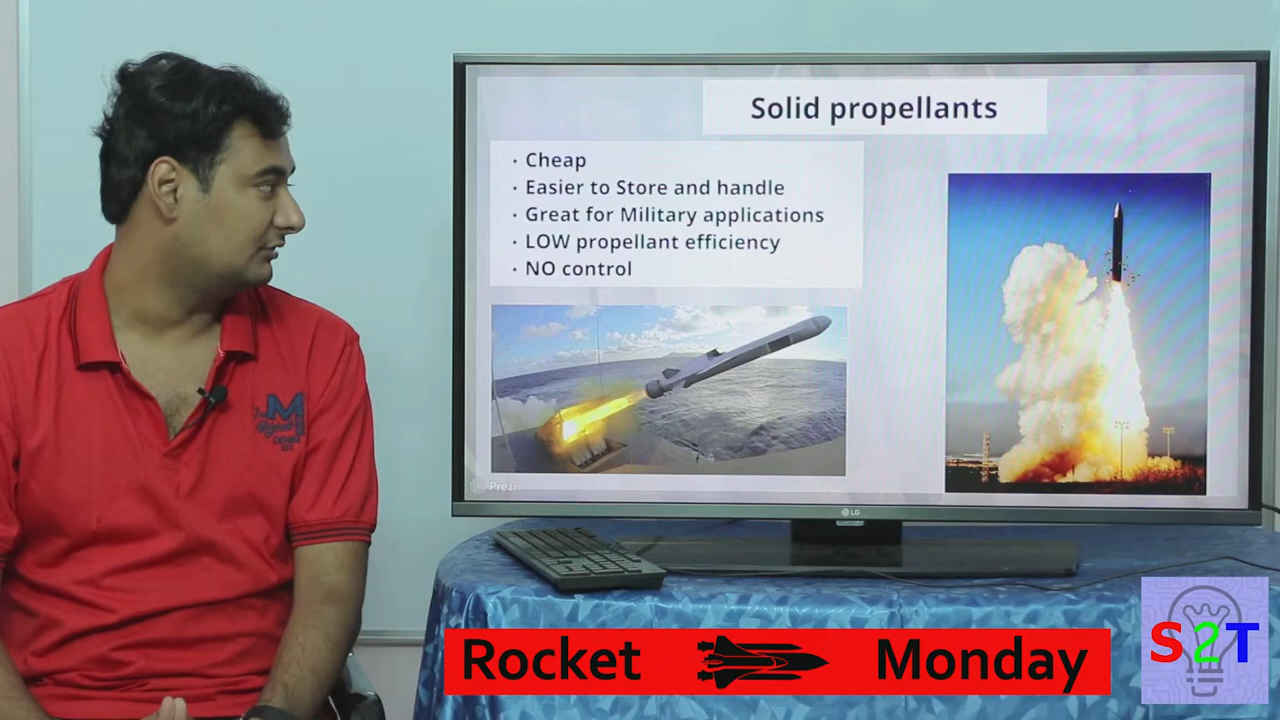 Solid propellants
· Cheap
· Easier to Store and handle
· Great for Military applications
· LOW propellant efficiency
· NO control
Prezi
LG
M
Rocket Monday
S2T